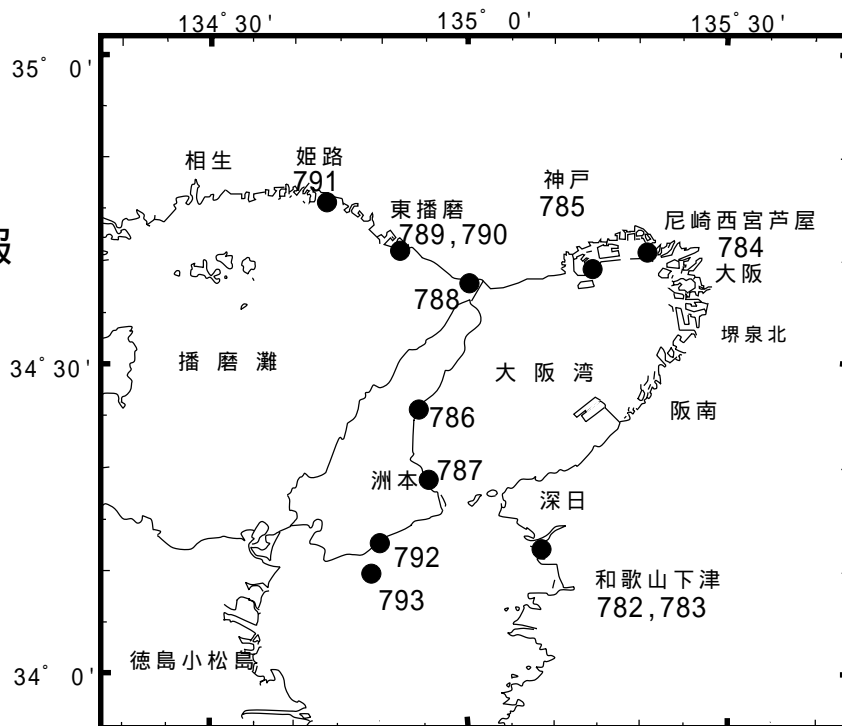 134°30' 135°0' 135°30'
35°0'
相生
姫路
791
神戸
785
東播磨
789,790
尼崎西宮芦屋
784
大阪
報
788
堺泉北
34°30'
播磨灘
大阪湾
786
阪南
洲本
787
深日
792
793
和歌山下津
782,783
徳島小松島
34°0'